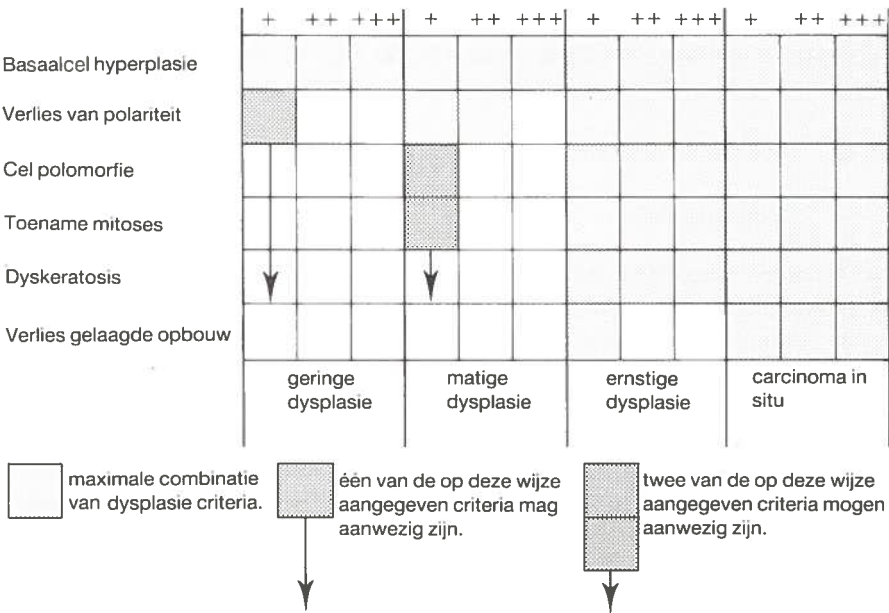 + ++ +++ + ++ +++ + ++ +++ + ++ +++
Basaalcel hyperplasie
Verlies van polariteit
Cel polomorfie
Toename mitoses
Dyskeratosis
Verlies gelaagde opbouw
geringe
dysplasie
matige
dysplasie
ernstige
dysplasie
carcinoma in
situ
maximale combinatie
van dysplasie criteria.
één van de op deze wijze
aangegeven criteria mag
aanwezig zijn.
twee van de op deze wijze
aangegeven criteria mogen
aanwezig zijn.